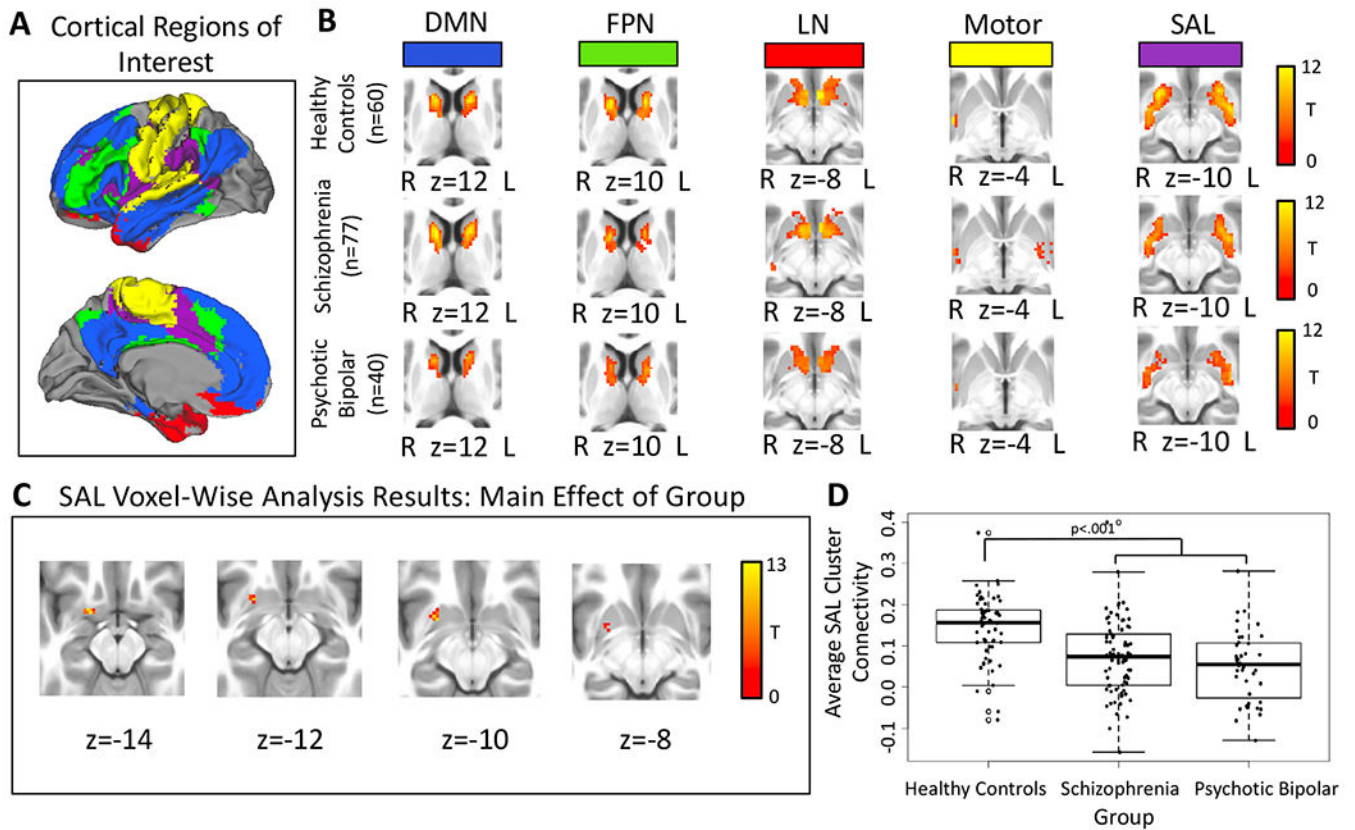 A Cortical Regions of
Interest
B DMN FPN LN Motor SAL
Healthy
Controls
(n=60)
12
T
0
R z=12 L R z=10 L R z=-8 L R z=-4 L R z=-10 L
Schizophrenia
(n=77)
12
T
0
R z=12 L R z=10 L R z=-8 L R z=-4 L R z=-10 L
Psychotic
Bipolar
(n=40)
12
T
0
R z=12 L R z=10 L R z=-8 L R z=-4 L R z=-10 L
C SAL Voxel-Wise Analysis Results: Main Effect of Group
13
T
0
z=-14 z=-12 z=-10 z=-8
D
Average SAL Cluster
Connectivity
0.4
0.3
0.2
0.1
0.0
-0.1
p<.001
Healthy Controls Schizophrenia Psychotic Bipolar
Group